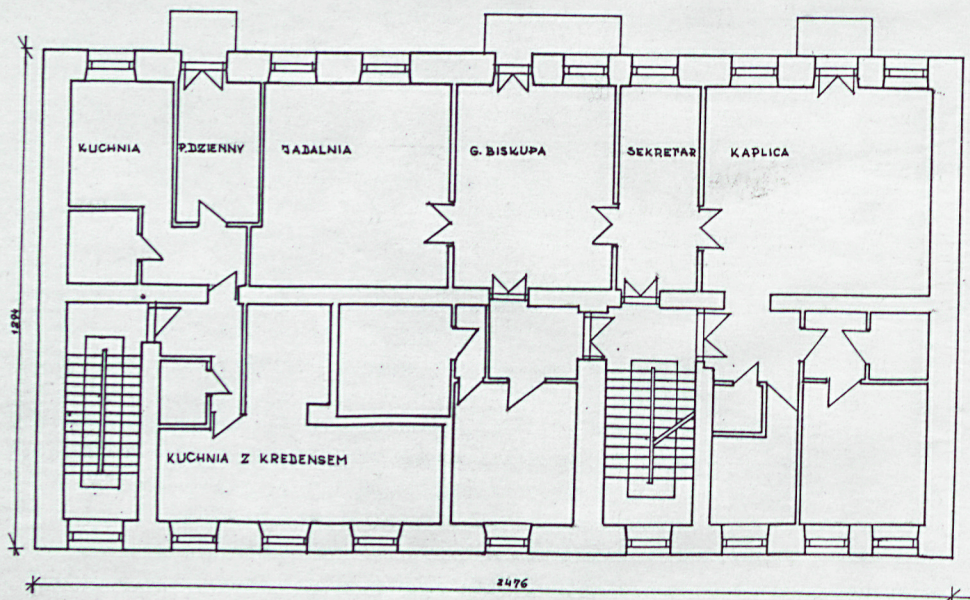 KUCHNIA
P.DZIENNY
JADALNIA
G. BISKUPA
SEKRETAR
KAPLICA
KUCHNIA Z KREDENSEM
1294
2476